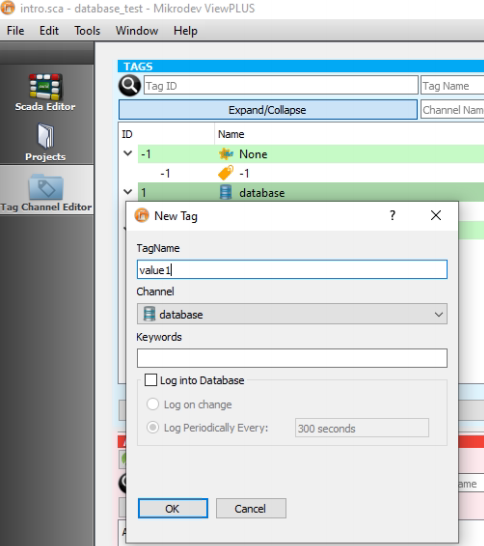 intro.sca - database_test - Mikrodev ViewPLUS
File Edit Tools Window Help
TAGS
Tag ID Tag Name
Scada Editor
Expand/Collapse Channel Nam
ID Name
-1 None
Projects
-1 -1
1 database
Tag Channel Editor
New Tag ? X
TagName
value1
Channel
database
Keywords
Log into Database
Log on change
Log Periodically Every: 300 seconds
ame
OK Cancel